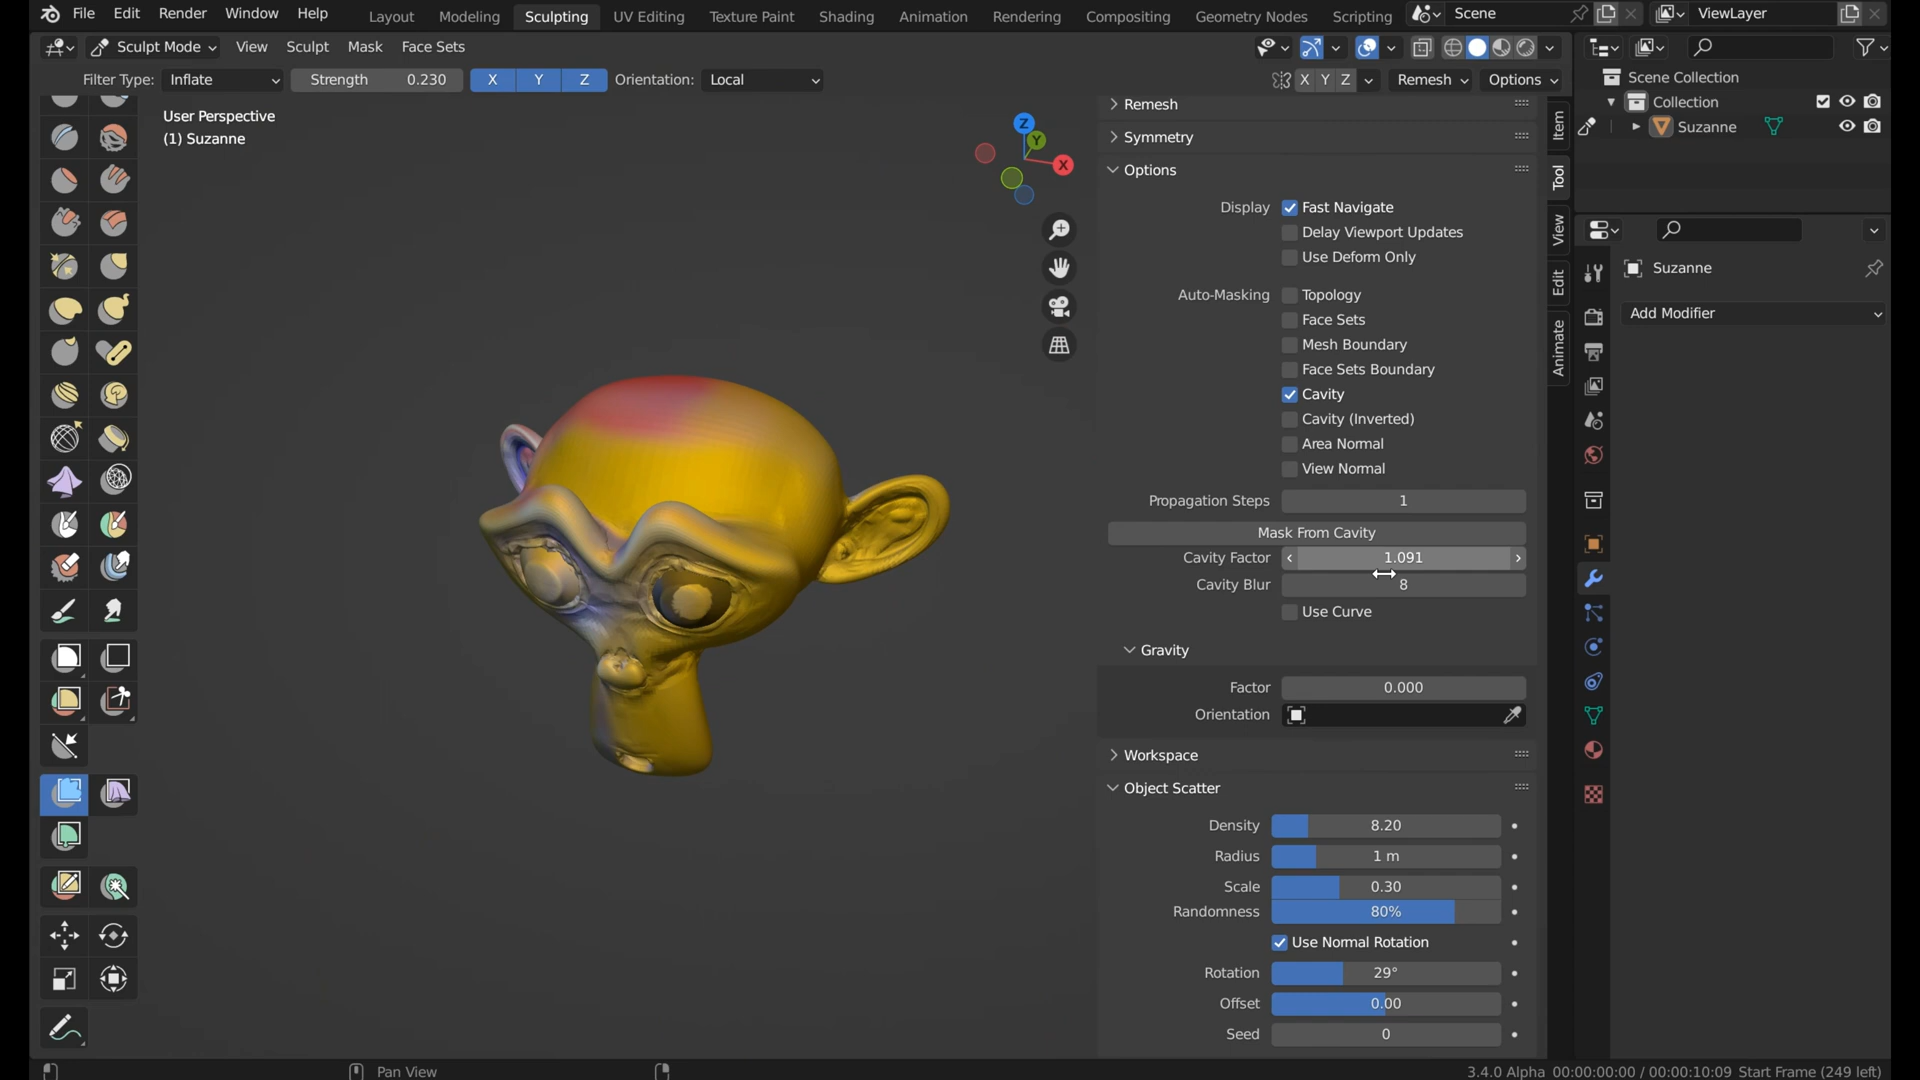 File Edit Render Window Help
Layout Modeling Sculpting UV Editing Texture Paint Shading Animation Rendering Compositing Geometry Nodes Scripting
Scene
ViewLayer
Sculpt Mode View Sculpt Mask Face Sets
Filter Type: Inflate Strength 0.230 X Y Z Orientation: Local
X Y Z Remesh Options
User Perspective
(1) Suzanne
Z
Y
X
Remesh
Symmetry
Options
Display Fast Navigate
Delay Viewport Updates
Use Deform Only
Auto-Masking Topology
Face Sets
Mesh Boundary
Face Sets Boundary
Cavity
Cavity (Inverted)
Area Normal
View Normal
Propagation Steps 1
Mask From Cavity
Cavity Factor 1.091
Cavity Blur 8
Use Curve
Gravity
Factor 0.000
Orientation
Workspace
Object Scatter
Density 8.20
Radius 1 m
Scale 0.30
Randomness 80%
Use Normal Rotation
Rotation 29°
Offset 0.00
Seed 0
Item
Tool
View
Edit
Animate
Scene Collection
Collection
Suzanne
Suzanne
Add Modifier
Pan View
3.4.0 Alpha 00:00:00:00 / 00:00:10:09 Start Frame (249 left)